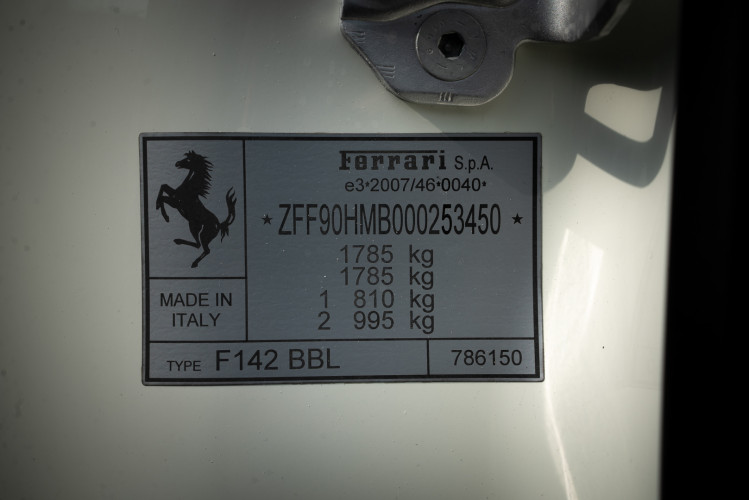 Ferrari S.p.A.
e3*2007/46*0040*
* ZFF90HMB000253450 *
1785 kg
1785 kg
1 810 kg
2 995 kg
MADE IN
ITALY
TYPE F142 BBL
786150